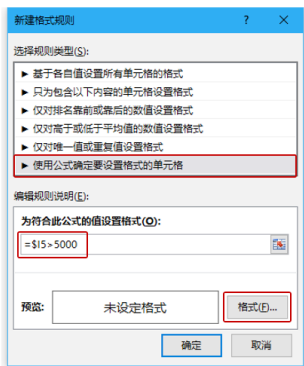 新建格式规则 ? ×
选择规则类型(S):
► 基于各自值设置所有单元格的格式
► 只为包含以下内容的单元格设置格式
► 仅对排名靠前或靠后的数值设置格式
► 仅对高于或低于平均值的数值设置格式
► 仅对唯一值或重复值设置格式
► 使用公式确定要设置格式的单元格
编辑规则说明(E):
为符合此公式的值设置格式(O):
=$I5>5000
预览: 未设定格式 格式(F)...
确定 取消